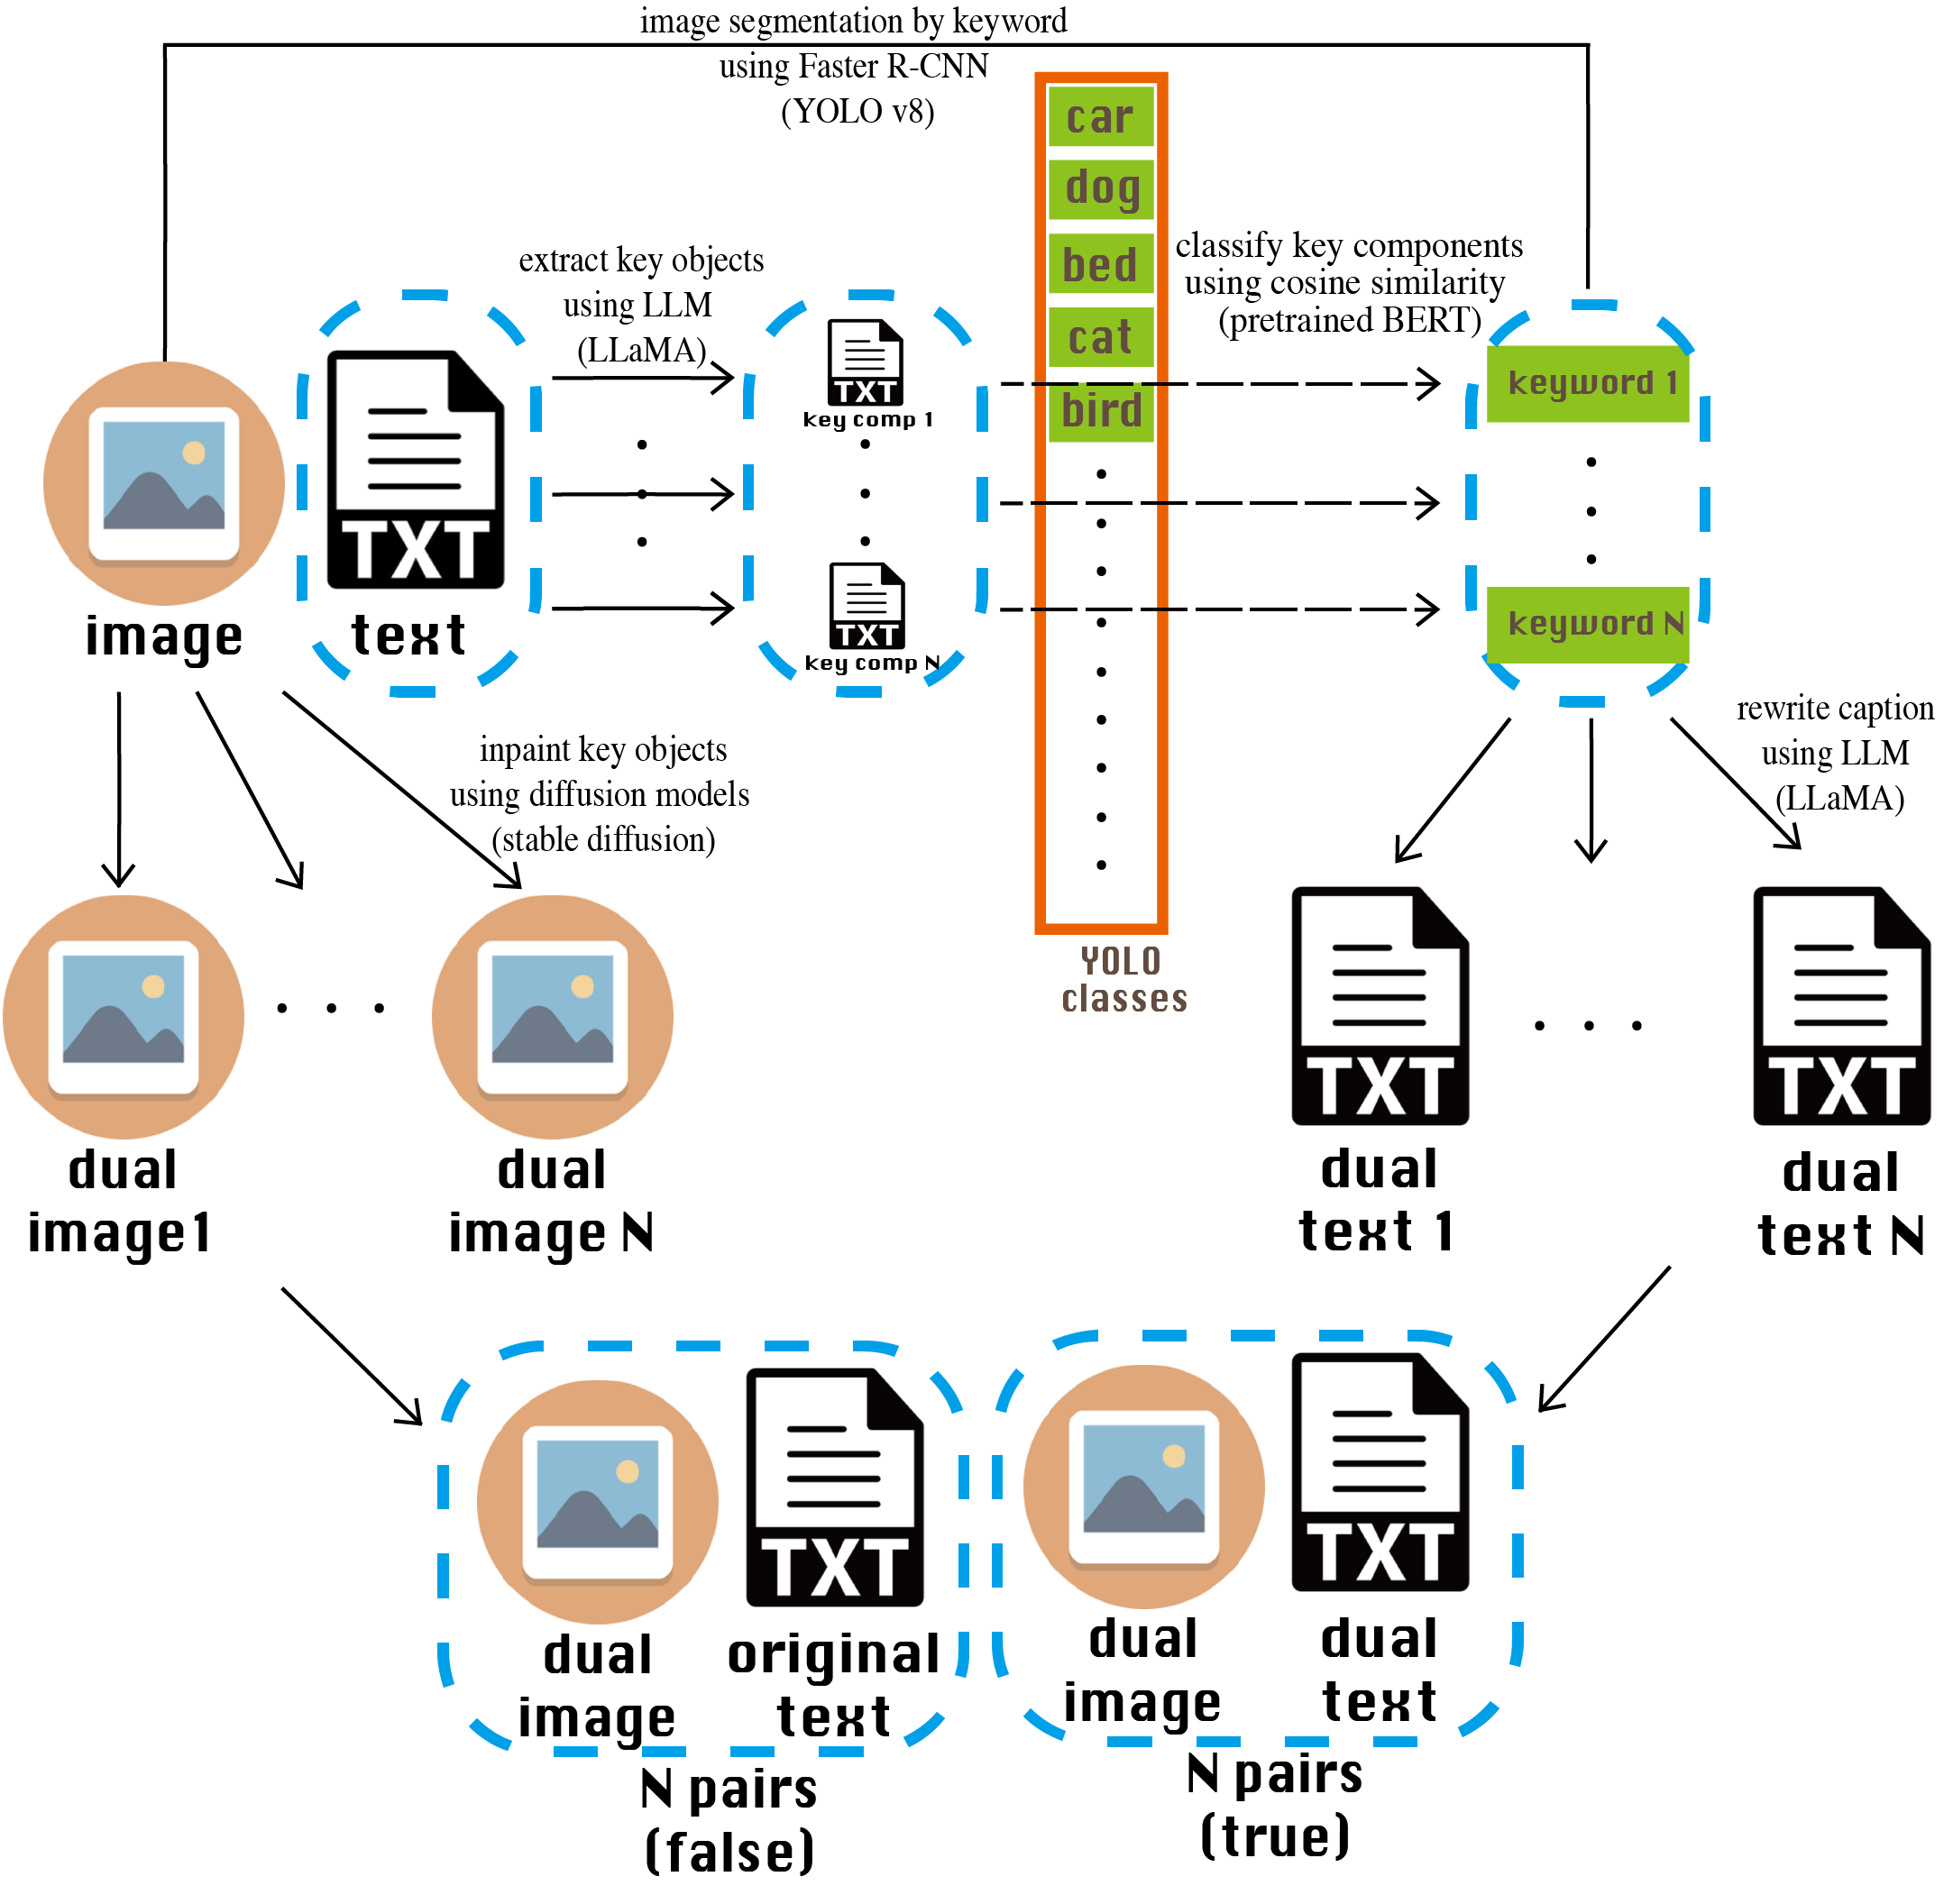 image segmentation by keyword
using Faster R-CNN
(YOLO v8)
car
dog
bed
cat
bird
extract key objects
using LLM
(LLaMA)
classify key components
using cosine similarity
(pretrained BERT)
TXT
key comp 1
keyword 1
TXT
TXT
key comp N
keyword N
image
text
inpaint key objects
using diffusion models
(stable diffusion)
rewrite caption
using LLM
(LLaMA)
YOLO
classes
TXT
TXT
dual
image1
dual
image N
dual
text 1
dual
text N
TXT
TXT
dual
image
original
text
dual
image
dual
text
N pairs
(false)
N pairs
(true)